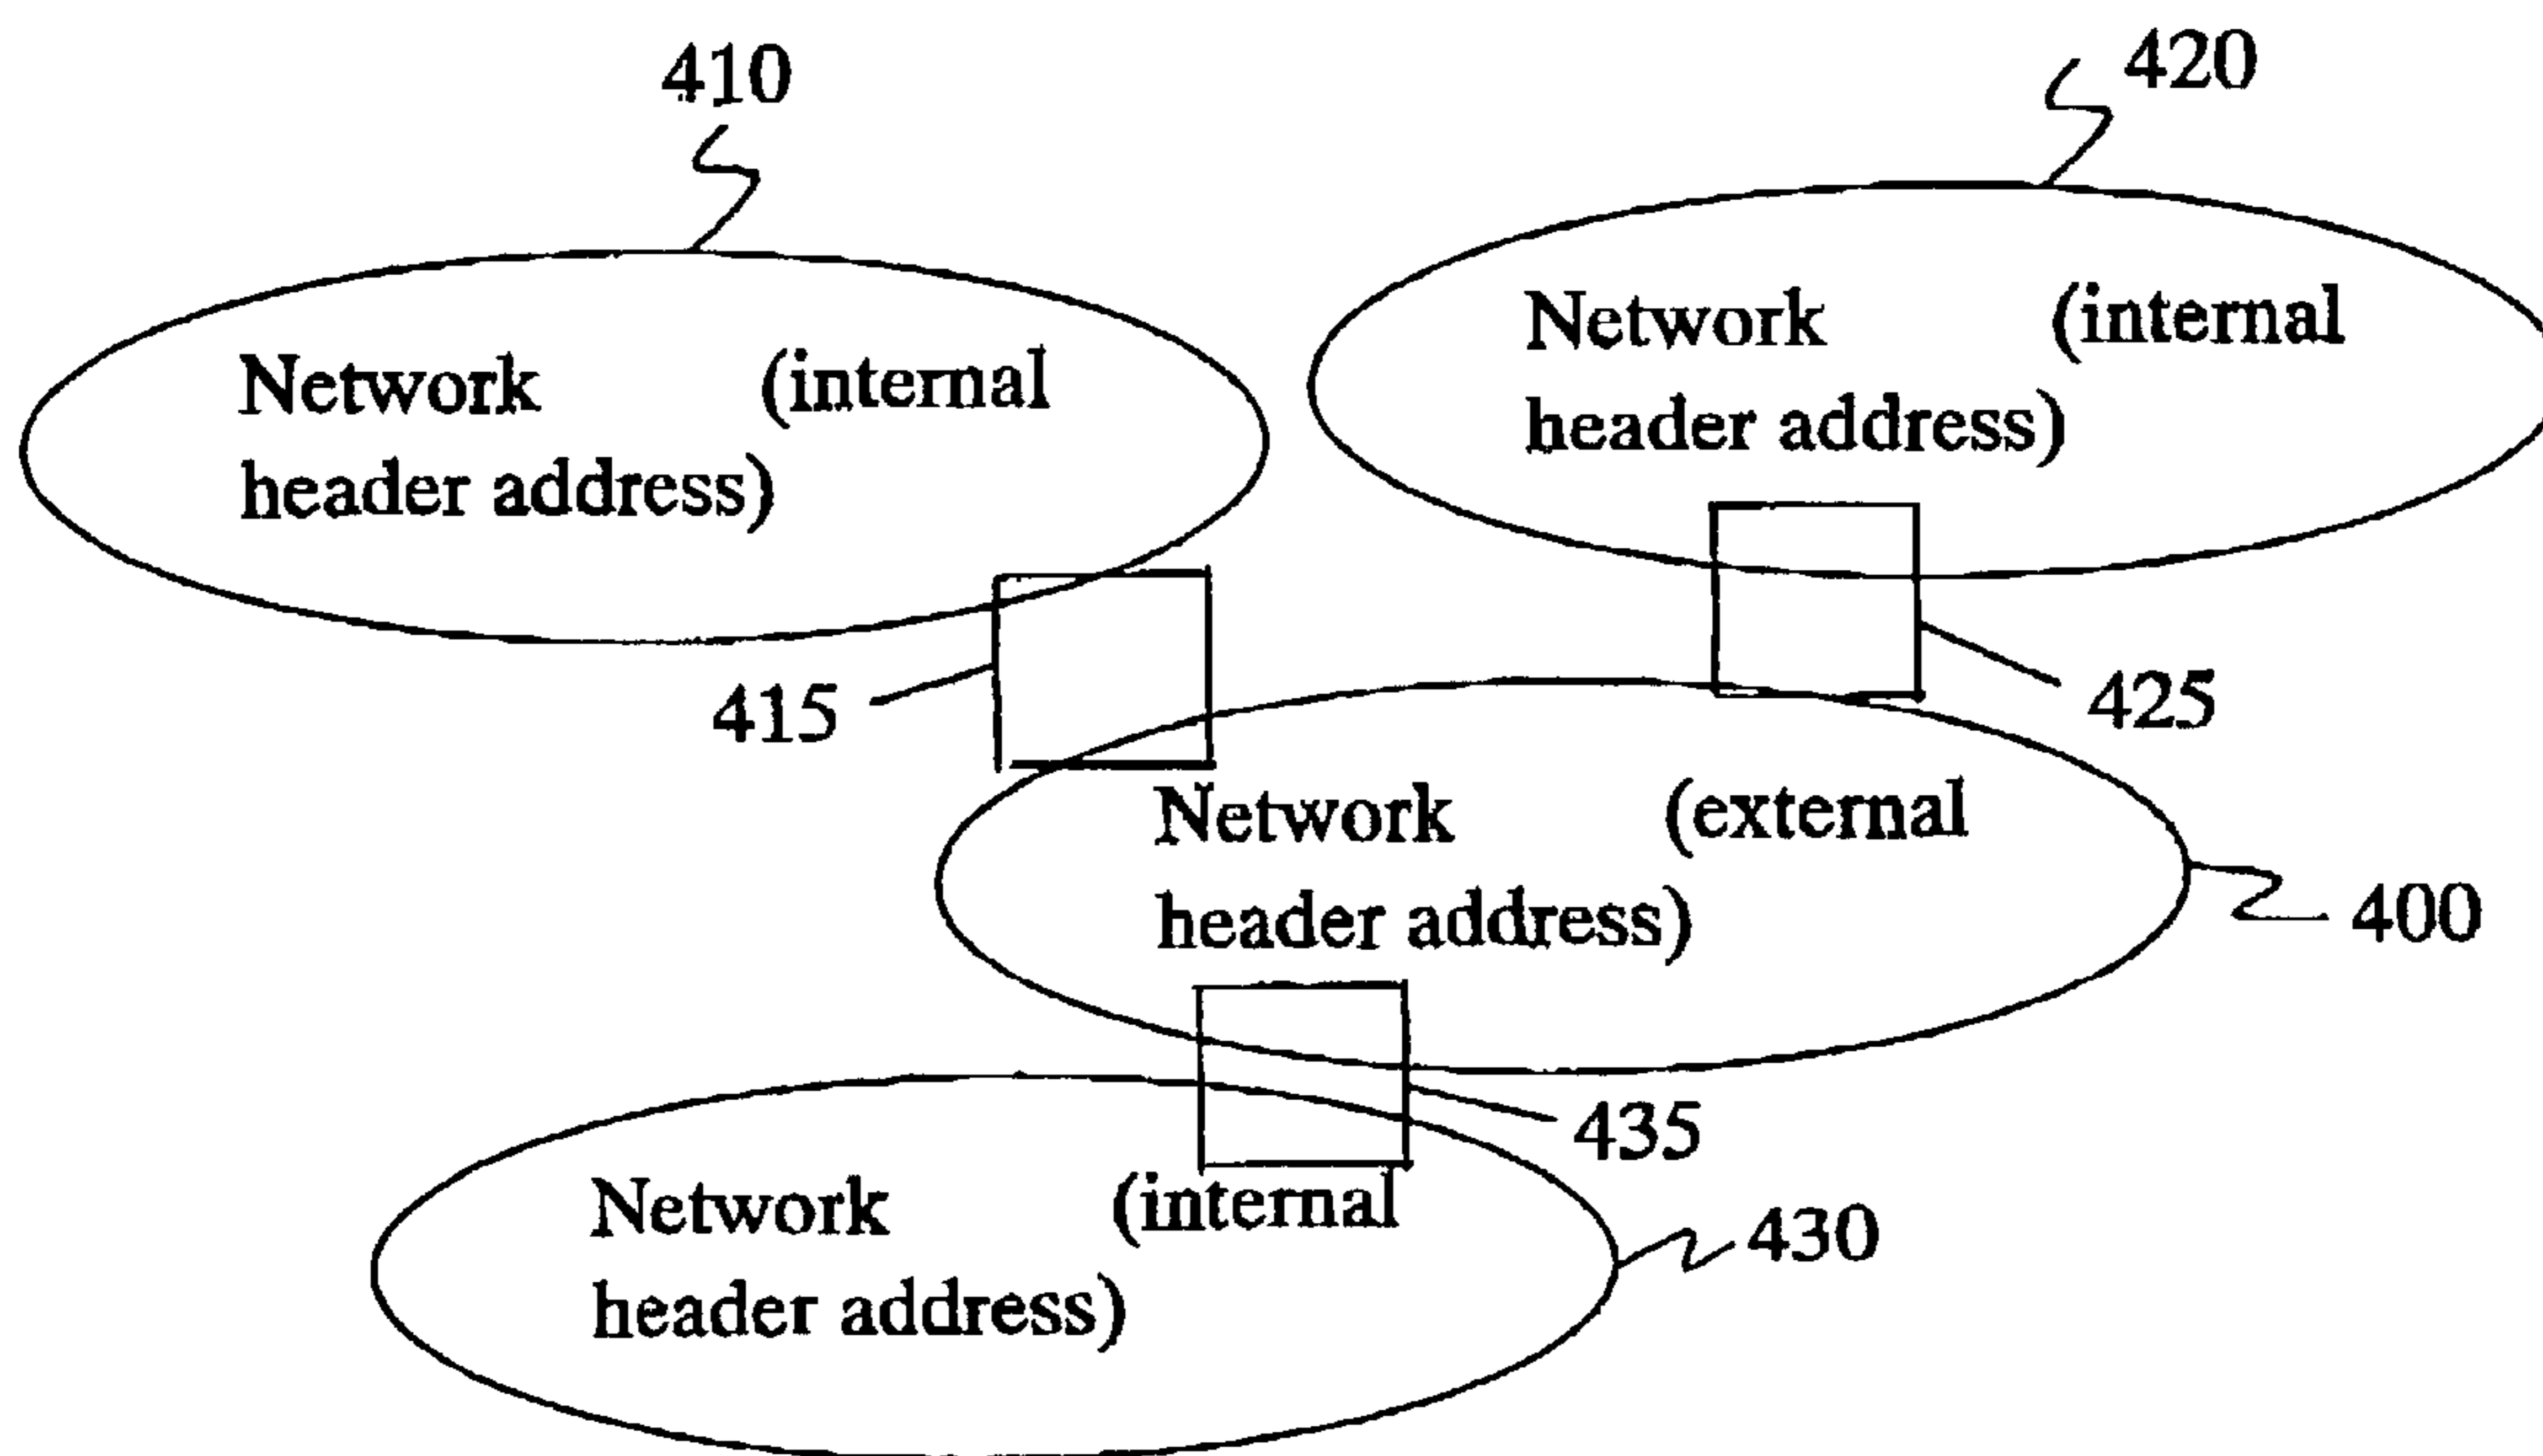 410
420
Network (internal
header address)
Network (internal
header address)
415
425
Network (external
header address)
400
435
Network (internal
header address)
430